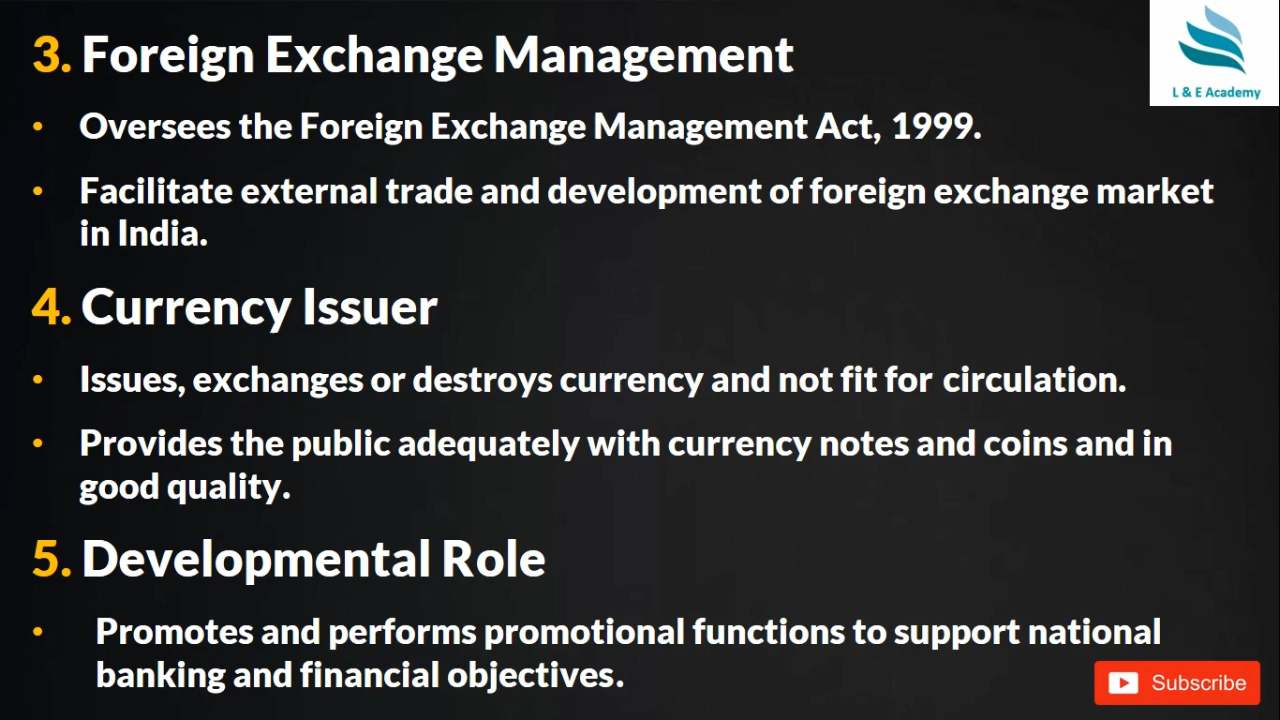 3. Foreign Exchange Management
L & E Academy
• Oversees the Foreign Exchange Management Act, 1999.
• Facilitate external trade and development of foreign exchange market
in India.
4. Currency Issuer
• Issues, exchanges or destroys currency and not fit for circulation.
• Provides the public adequately with currency notes and coins and in
good quality.
5. Developmental Role
• Promotes and performs promotional functions to support national
banking and financial objectives.
Subscribe